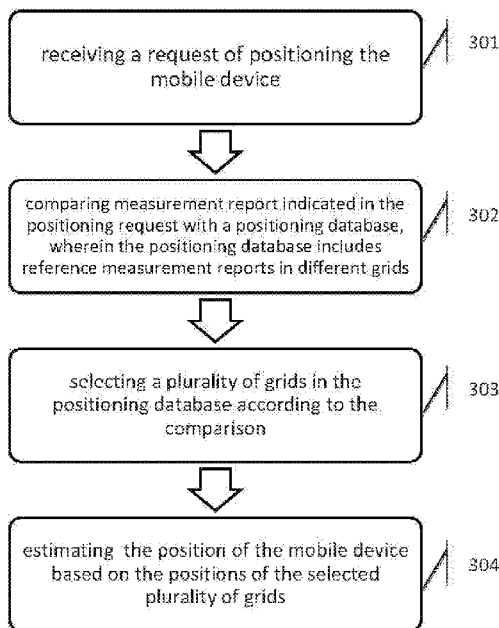 receiving a request of positioning the
mobile device
301
comparing measurement report indicated in the
positioning request with a positioning database,
wherein the positioning database includes
reference measurement reports in different grids
302
selecting a plurality of grids in the
positioning database according to the
comparison
303
estimating the position of the mobile device
based on the positions of the selected
plurality of grids
304